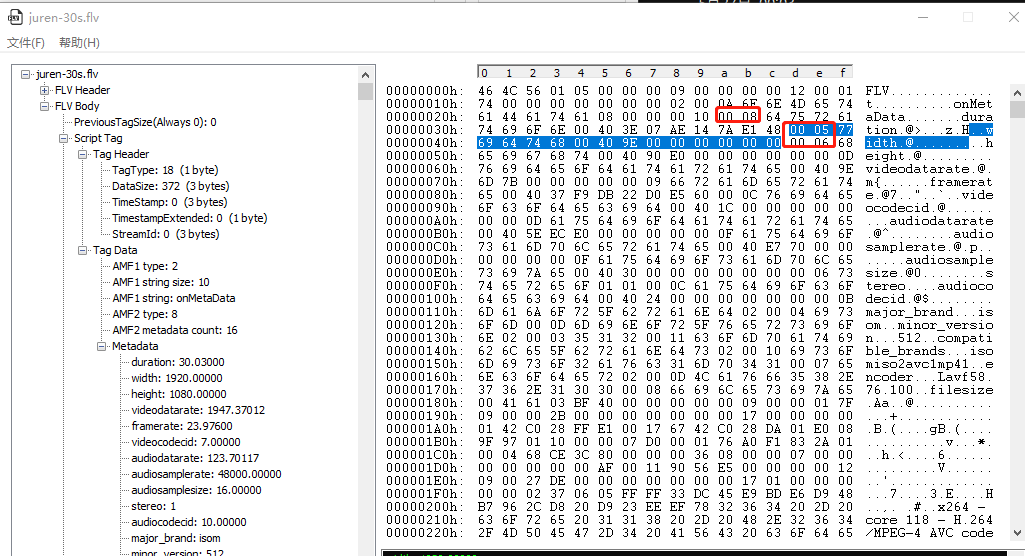 juren-30s.flv
文件(F) 帮助(H)
juren-30s.flv
FLV Header
FLV Body
PreviousTagSize(Always 0): 0
Script Tag
Tag Header
TagType: 18 (1 byte)
DataSize: 372 (3 bytes)
TimeStamp: 0 (3 bytes)
TimestampExtended: 0 (1 byte)
StreamId: 0 (3 bytes)
Tag Data
AMF1 type: 2
AMF1 string size: 10
AMF1 string: onMetaData
AMF2 type: 8
AMF2 metadata count: 16
Metadata
duration: 30.03000
width: 1920.00000
height: 1080.00000
videodatarate: 1947.37012
framerate: 23.97600
videocodecid: 7.00000
audiodatarate: 123.70117
audiosamplerate: 48000.00000
audiosamplesize: 16.00000
stereo: 1
audiocodecid: 10.00000
major_brand: isom
minor_version: 512
0 1 2 3 4 5 6 7 8 9 a b c d e f
00000000h: 46 4C 56 01 05 00 00 00 09 00 00 00 00 12 00 01 FLV.............
00000010h: 74 00 00 00 00 00 00 00 02 00 0A 6F 6E 4D 65 74 t..........onMet
00000020h: 61 44 61 74 61 08 00 00 00 10 00 08 64 75 72 61 aData.......dura
00000030h: 74 69 6F 6E 00 40 3E 07 AE 14 7A E1 48 00 05 77 tion.@>...z.H..w
00000040h: 69 64 74 68 00 40 9E 00 00 00 00 00 00 00 06 68 idth.@.........h
00000050h: 65 69 67 68 74 00 40 90 E0 00 00 00 00 00 00 0D eight.@.........
00000060h: 76 69 64 65 6F 64 61 74 61 72 61 74 65 00 40 9E videodatarate.@.
00000070h: 6D 7B 00 00 00 00 00 09 66 72 61 6D 65 72 61 74 m{......framerat
00000080h: 65 00 40 37 F9 DB 22 D0 E5 60 00 0C 76 69 64 65 e.@7.."..`..vide
00000090h: 6F 63 6F 64 65 63 69 64 00 40 1C 00 00 00 00 00 ocodecid.@......
000000A0h: 00 00 0D 61 75 64 69 6F 64 61 74 61 72 61 74 65 ...audiodatarate
000000B0h: 00 40 5E EC E0 00 00 00 00 00 0F 61 75 64 69 6F .@^........audio
000000C0h: 73 61 6D 70 6C 65 72 61 74 65 00 40 E7 70 00 00 samplerate.@.p..
000000D0h: 00 00 00 00 0F 61 75 64 69 6F 73 61 6D 70 6C 65 .....audiosample
000000E0h: 73 69 7A 65 00 40 30 00 00 00 00 00 00 00 06 73 size.@0........s
000000F0h: 74 65 72 65 6F 01 01 00 0C 61 75 64 69 6F 63 6F tereo....audioco
00000100h: 64 65 63 69 64 00 40 24 00 00 00 00 00 00 00 0B decid.@$........
00000110h: 6D 61 6A 6F 72 5F 62 72 61 6E 64 02 00 04 69 73 major_brand...is
00000120h: 6F 6D 00 0D 6D 69 6E 6F 72 5F 76 65 72 73 69 6F om..minor_versio
00000130h: 6E 02 00 03 35 31 32 00 11 63 6F 6D 70 61 74 69 n...512..compati
00000140h: 62 6C 65 5F 62 72 61 6E 64 73 02 00 10 69 73 6F ble_brands...iso
00000150h: 6D 69 73 6F 32 61 76 63 31 6D 70 34 31 00 07 65 miso2avc1mp41..e
00000160h: 6E 63 6F 64 65 72 02 00 0D 4C 61 76 66 35 38 2E ncoder...Lavf58.
00000170h: 37 36 2E 31 30 30 00 08 66 69 6C 65 73 69 7A 65 76.100..filesize
00000180h: 00 41 61 03 BF 40 00 00 00 00 00 09 00 00 01 7F .Aa..@..........
00000190h: 09 00 00 2B 00 00 00 00 00 00 00 17 00 00 00 00 ...+............
000001A0h: 01 42 C0 28 FF E1 00 17 67 42 C0 28 DA 01 E0 08 .B.(....gB.(....
000001B0h: 9F 97 01 10 00 00 07 D0 00 01 76 A0 F1 83 2A 01 ..........v...*.
000001C0h: 00 04 68 CE 3C 80 00 00 00 36 08 00 00 07 00 00 ..h.<....6......
000001D0h: 00 00 00 00 AF 00 11 90 56 E5 00 00 00 00 00 12 ........V.......
000001E0h: 09 00 27 DE 00 00 00 00 00 00 00 17 01 00 00 00 ..'.............
000001F0h: 00 00 02 37 06 05 FF FF 33 DC 45 E9 BD E6 D9 48 ...7....3.E....H
00000200h: B7 96 2C D8 20 D9 23 EE EF 78 32 36 34 20 2D 20 ..,. .#..x264 -
00000210h: 63 6F 72 65 20 31 31 38 20 2D 20 48 2E 32 36 34 core 118 - H.264
00000220h: 2F 4D 50 45 47 2D 34 20 41 56 43 20 63 6F 64 65 /MPEG-4 AVC code